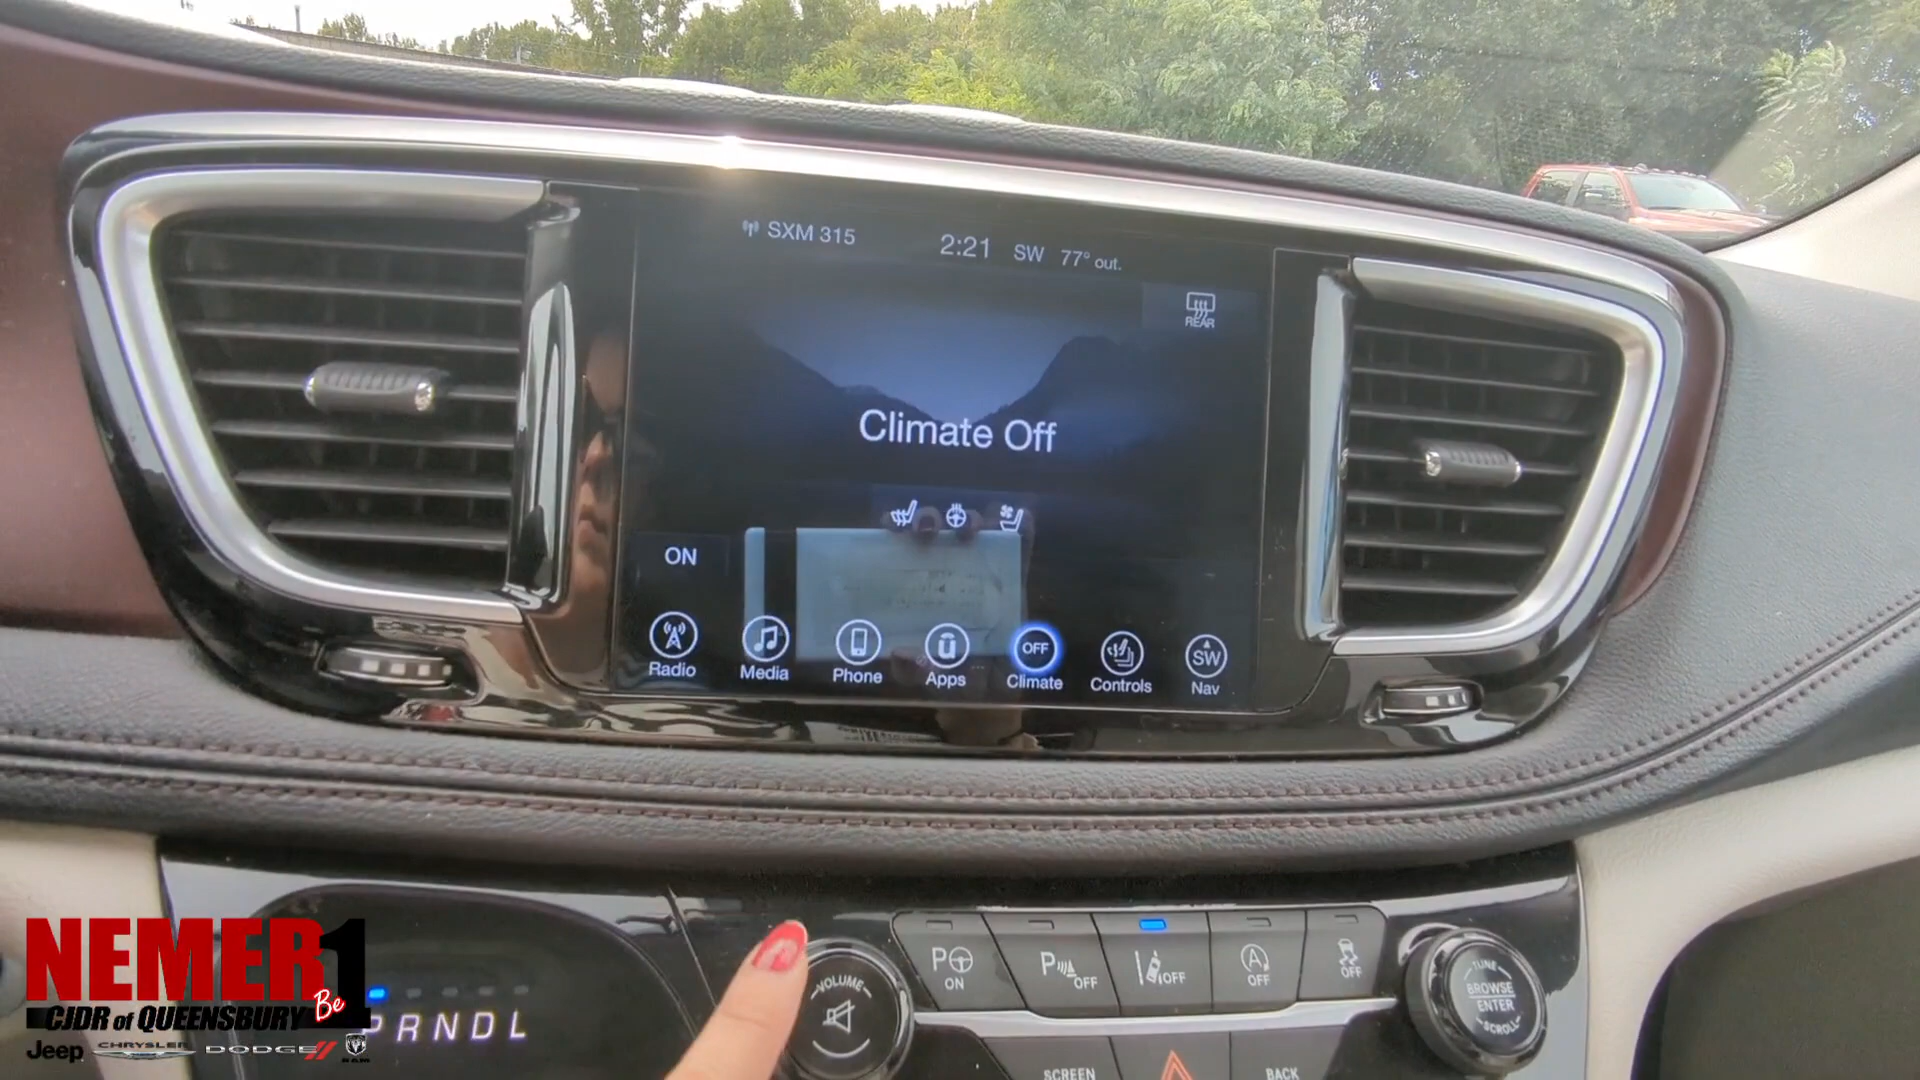 SXM 315
2:21 SW 77° out.
REAR
Climate Off
ON
Radio Media Phone Apps OFF Climate Controls SW Nav
VOLUME
P ON
P OFF
OFF
A OFF
OFF
TUNE
BROWSE
ENTER
SCROLL
PRNDL
SCREEN
BACK
NEMER 1
Be
CJDR of QUEENSBURY
Jeep CHRYSLER DODGE RAM